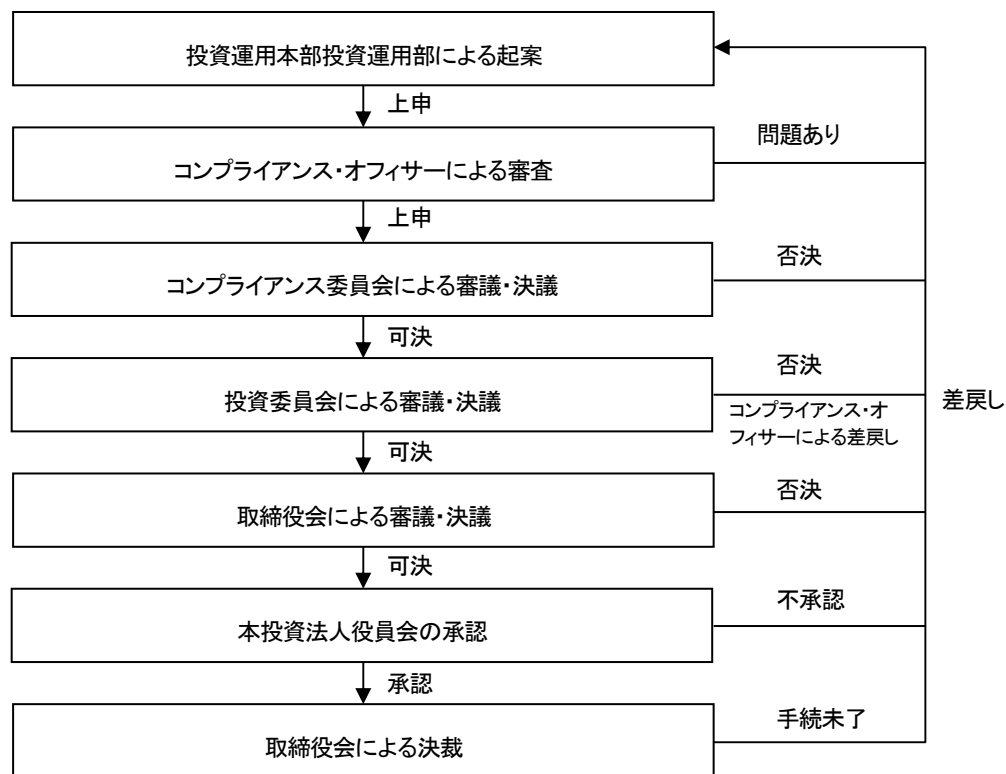 投資運用本部投資運用部による起案
上申
問題あり
コンプライアンス・オフィサーによる審査
上申
否決
コンプライアンス委員会による審議・決議
可決
否決
投資委員会による審議・決議
コンプライアンス・オ
フィサーによる差戻し
差戻し
可決
否決
取締役会による審議・決議
可決
不承認
本投資法人役員会の承認
承認
手続未了
取締役会による決裁